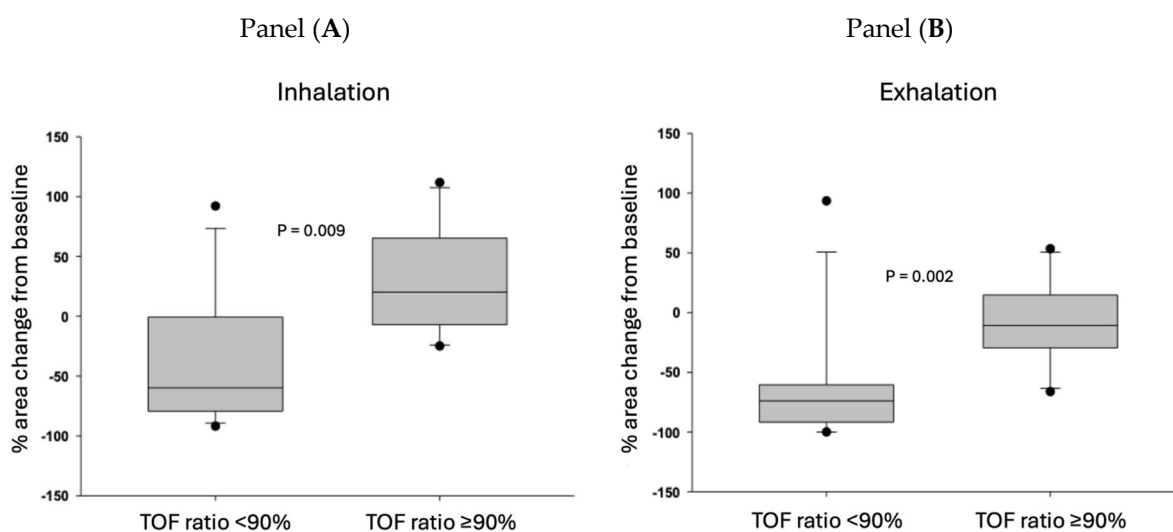 Panel (A)
Inhalation
% area change from baseline
150
100
50
0
-50
-100
-150
P = 0.009
TOF ratio <90%
TOF ratio ≥90%
Panel (B)
Exhalation
% area change from baseline
150
100
50
0
-50
-100
-150
P = 0.002
TOF ratio <90%
TOF ratio ≥90%